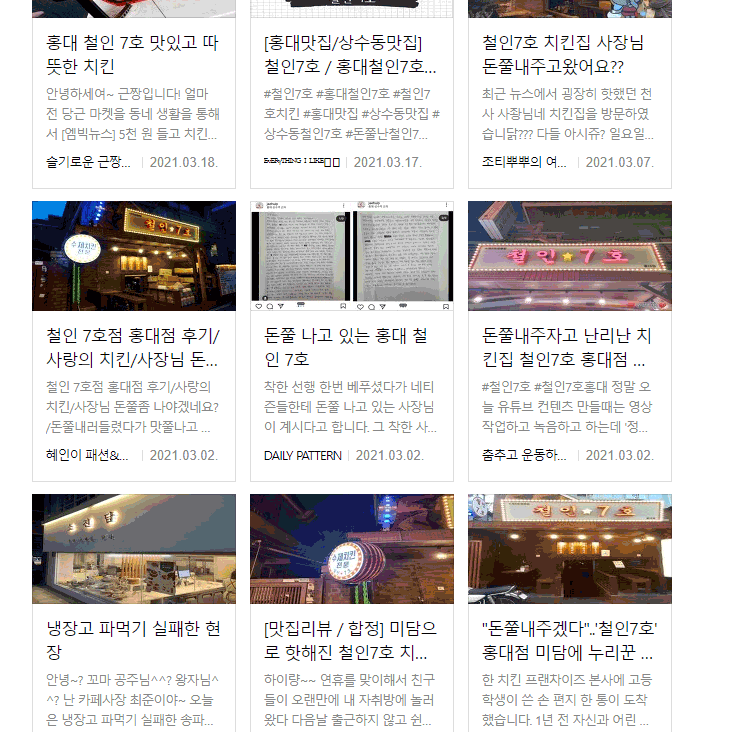 홍대 철인 7호 맛있고 따
뜻한 치킨
안녕하세여~ 근짱입니다! 얼마
전 당근 마켓을 동네 생활을 통해
서 [엠빅뉴스] 5천 원 들고 치킨...
슬기로운 근짱...
2021.03.18.
[홍대맛집/상수동맛집]
철인7호 / 홍대철인7호...
#철인7호 #홍대철인7호 #철인7
호치킨 #홍대맛집 #상수동맛집 #
상수동철인7호 #돈쭐난철인7...
EvERyTHING I LIKE
2021.03.17.
철인7호 치킨집 사장님
돈쭐내주고왔어요??
최근 뉴스에서 굉장히 핫했던 천
사 사장님네 치킨집을 방문하였
습니닭??? 다들 아시쥬? 일요일...
조티뿌뿌의 여...
2021.03.07.
수제치킨
전문
철인★7호
철인★7호
철인 7호점 홍대점 후기/
사랑의 치킨/사장님 돈...
철인 7호점 홍대점 후기/사랑의
치킨/사장님 돈쭐좀 나야겠네요?
/돈쭐내러들렸다가 맛쭐나고 ...
혜인이 패션&...
2021.03.02.
돈쭐 나고 있는 홍대 철
인 7호
착한 선행 한번 베푸셨다가 네티
즌들한테 돈쭐 나고 있는 사장님
이 계시다고 합니다. 그 착한 사...
DAILY PATTERN
2021.03.02.
돈쭐내주자고 난리난 치
킨집 철인7호 홍대점 ...
#철인7호 #철인7호홍대 정말 오
늘 유튜브 컨텐츠 만들때는 영상
작업하고 녹음하고 하는데 '정...
춤추고 운동하...
2021.03.02.
수제치킨
전문
철인★7호
냉장고 파먹기 실패한 현
장
안녕~? 꼬마 공주님^^? 왕자님^
^? 난 카페사장 최준이야~ 오늘
은 냉장고 파먹기 실패한 송파...
[맛집리뷰 / 합정] 미담으
로 핫해진 철인7호 치...
하이량~~ 연휴를 맞이해서 친구
들이 오랜만에 내 자취방에 놀러
왔다 다음날 출근하지 않고 쉰...
"돈쭐내주겠다"..'철인7호'
홍대점 미담에 누리꾼 ...
한 치킨 프랜차이즈 본사에 고등
학생이 쓴 손 편지 한 통이 도착
했습니다. 1년 전 자신과 어린 ...